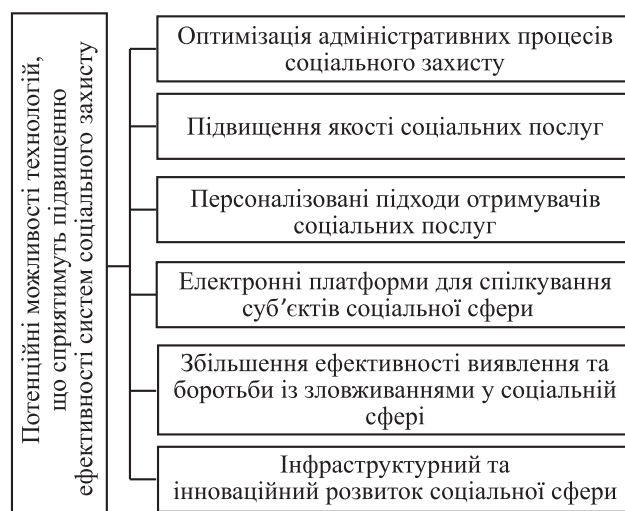 Потенційні можливості технологій,
що сприятимуть підвищенню
ефективності систем соціального захисту
Оптимізація адміністративних процесів
соціального захисту
Підвищення якості соціальних послуг
Персоналізовані підходи отримувачів
соціальних послуг
Електронні платформи для спілкування
суб’єктів соціальної сфери
Збільшення ефективності виявлення та
боротьби із зловживаннями у соціальній
сфері
Інфраструктурний та
інноваційний розвиток соціальної сфери